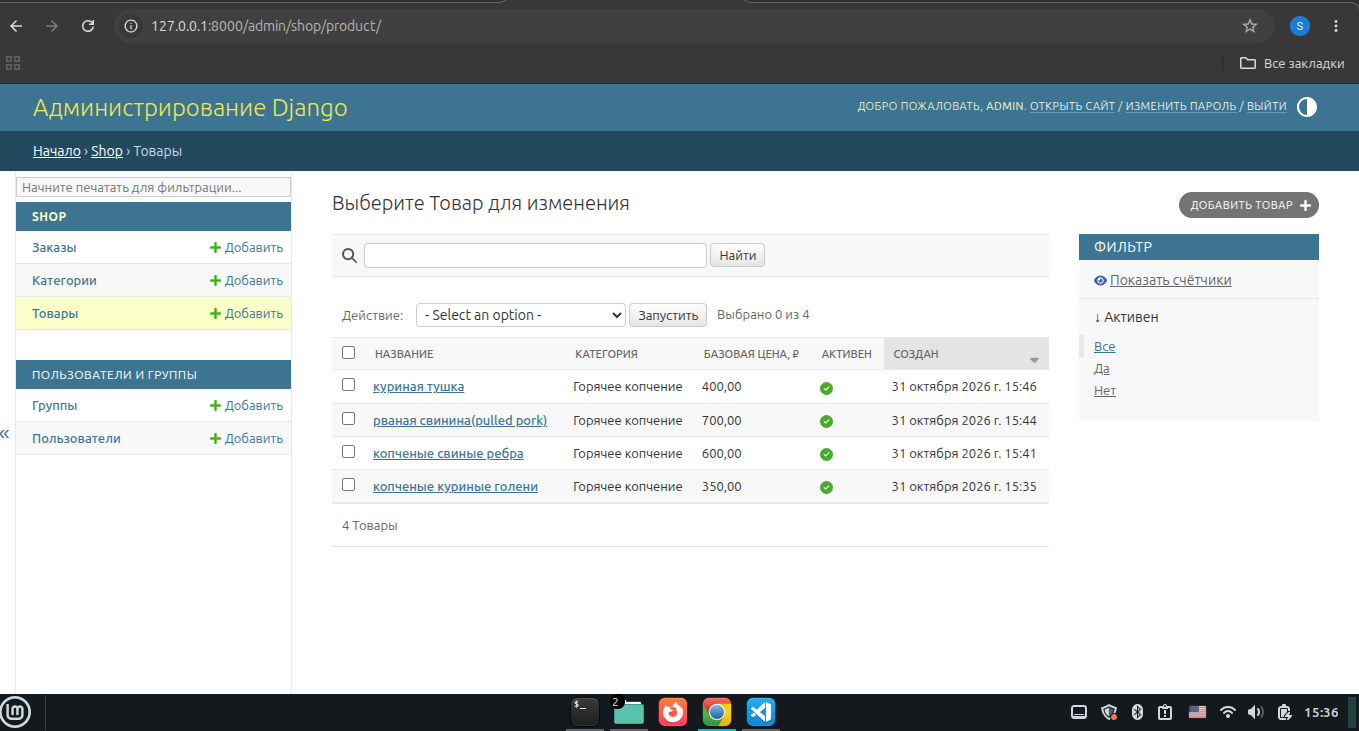 127.0.0.1:8000/admin/shop/product/
S
Все закладки
Администрирование Django
ДОБРО ПОЖАЛОВАТЬ, ADMIN. ОТКРЫТЬ САЙТ / ИЗМЕНИТЬ ПАРОЛЬ / ВЫЙТИ
Начало › Shop › Товары
Начните печатать для фильтрации...
SHOP
Заказы + Добавить
Категории + Добавить
Товары + Добавить
ПОЛЬЗОВАТЕЛИ И ГРУППЫ
Группы + Добавить
Пользователи + Добавить
«
Выберите Товар для изменения
ДОБАВИТЬ ТОВАР +
Найти
Действие: - Select an option - Запустить Выбрано 0 из 4
НАЗВАНИЕ КАТЕГОРИЯ БАЗОВАЯ ЦЕНА, ₽ АКТИВЕН СОЗДАН
куриная тушка Горячее копчение 400,00 31 октября 2026 г. 15:46
рваная свинина(pulled pork) Горячее копчение 700,00 31 октября 2026 г. 15:44
копченые свиные ребра Горячее копчение 600,00 31 октября 2026 г. 15:41
копченые куриные голени Горячее копчение 350,00 31 октября 2026 г. 15:35
4 Товары
ФИЛЬТР
Показать счётчики
↓ Активен
Все
Да
Нет
2
15:36